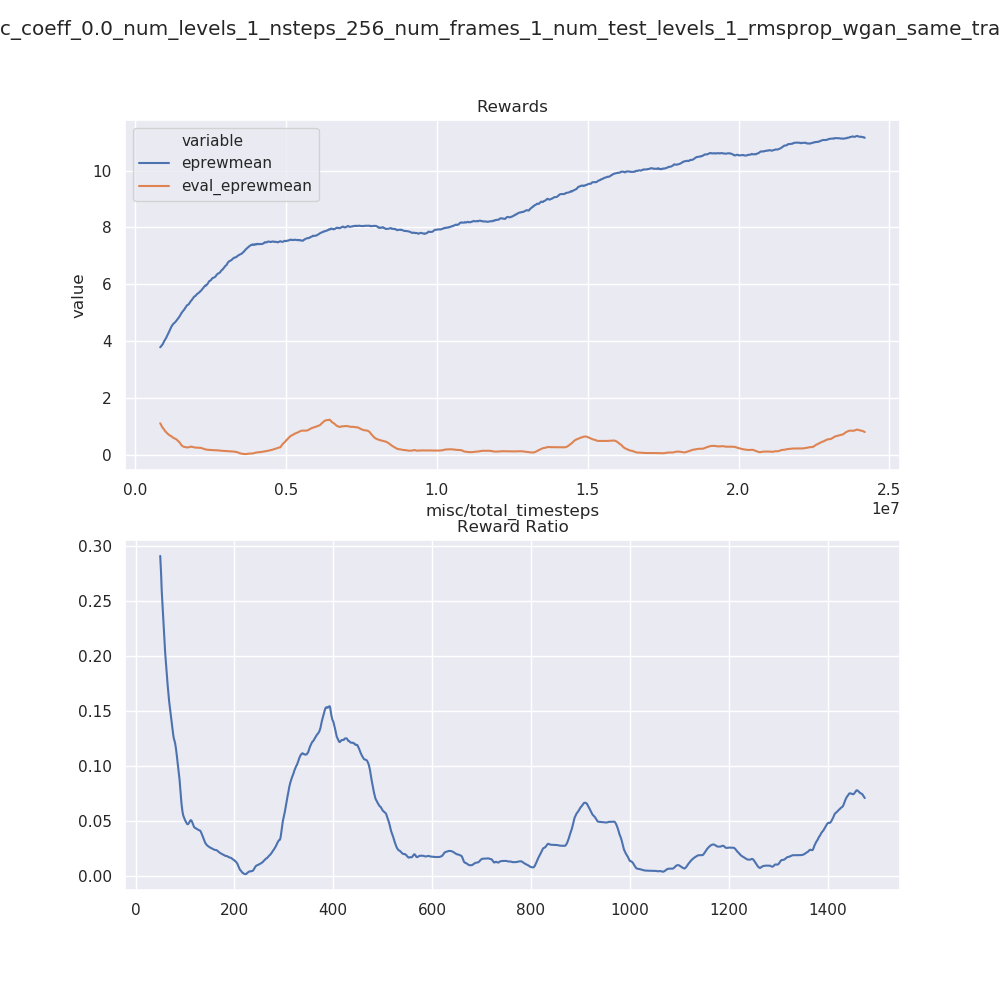 c_coeff_0.0_num_levels_1_nsteps_256_num_frames_1_num_test_levels_1_rmsprop_wgan_same_tra
Rewards
variable
eprewmean
eval_eprewmean
value
10
8
6
4
2
0
0.0 0.5 1.0 1.5 2.0 2.5
1e7
misc/total_timesteps
Reward Ratio
0.30
0.25
0.20
0.15
0.10
0.05
0.00
0 200 400 600 800 1000 1200 1400